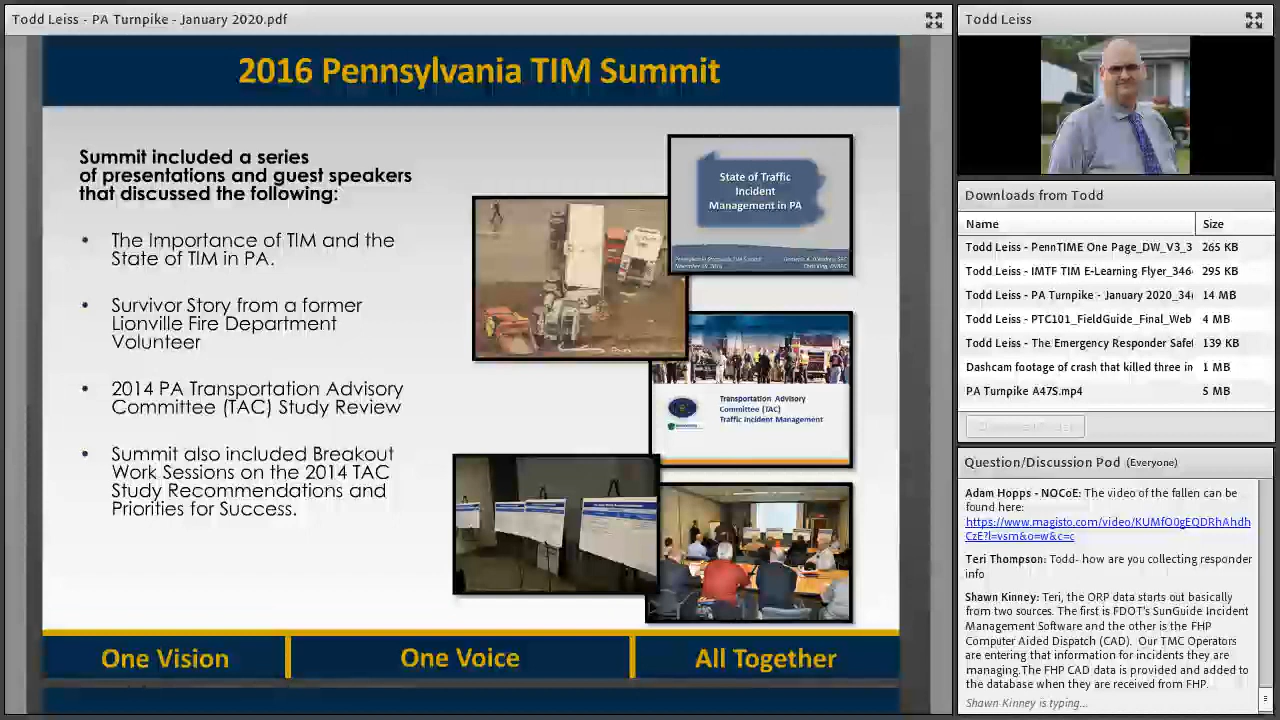 Todd Leiss - PA Turnpike - January 2020.pdf
2016 Pennsylvania TIM Summit
Summit included a series
of presentations and guest speakers
that discussed the following:
• The Importance of TIM and the
State of TIM in PA.
• Survivor Story from a former
Lionville Fire Department
Volunteer
• 2014 PA Transportation Advisory
Committee (TAC) Study Review
• Summit also included Breakout
Work Sessions on the 2014 TAC
Study Recommendations and
Priorities for Success.
State of Traffic
Incident
Management in PA
Transportation Advisory
Committee (TAC)
Traffic Incident Management
One Vision
One Voice
All Together
Todd Leiss
Downloads from Todd
Name Size
Todd Leiss - PennTIME One Page_DW_V3_3 265 KB
Todd Leiss - IMTF TIM E-Learning Flyer_346 295 KB
Todd Leiss - PA Turnpike - January 2020_34 14 MB
Todd Leiss - PTC101_FieldGuide_Final_Web 4 MB
Todd Leiss - The Emergency Responder Safe 139 KB
Dashcam footage of crash that killed three in 1 MB
PA Turnpike A47S.mp4 5 MB
Question/Discussion Pod (Everyone)
Adam Hopps - NOCoE: The video of the fallen can be
found here:
https://www.magisto.com/video/KUMfO0gEQDRhAhdh
CzE?l=vsm&o=w&c=c
Teri Thompson: Todd- how are you collecting responder
info
Shawn Kinney: Teri, the ORP data starts out basically
from two sources. The first is FDOT's SunGuide Incident
Management Software and the other is the FHP
Computer Aided Dispatch (CAD). Our TMC Operators
are entering that information for incidents they are
managing.The FHP CAD data is provided and added to
the database when they are received from FHP.
Shawn Kinney is typing...